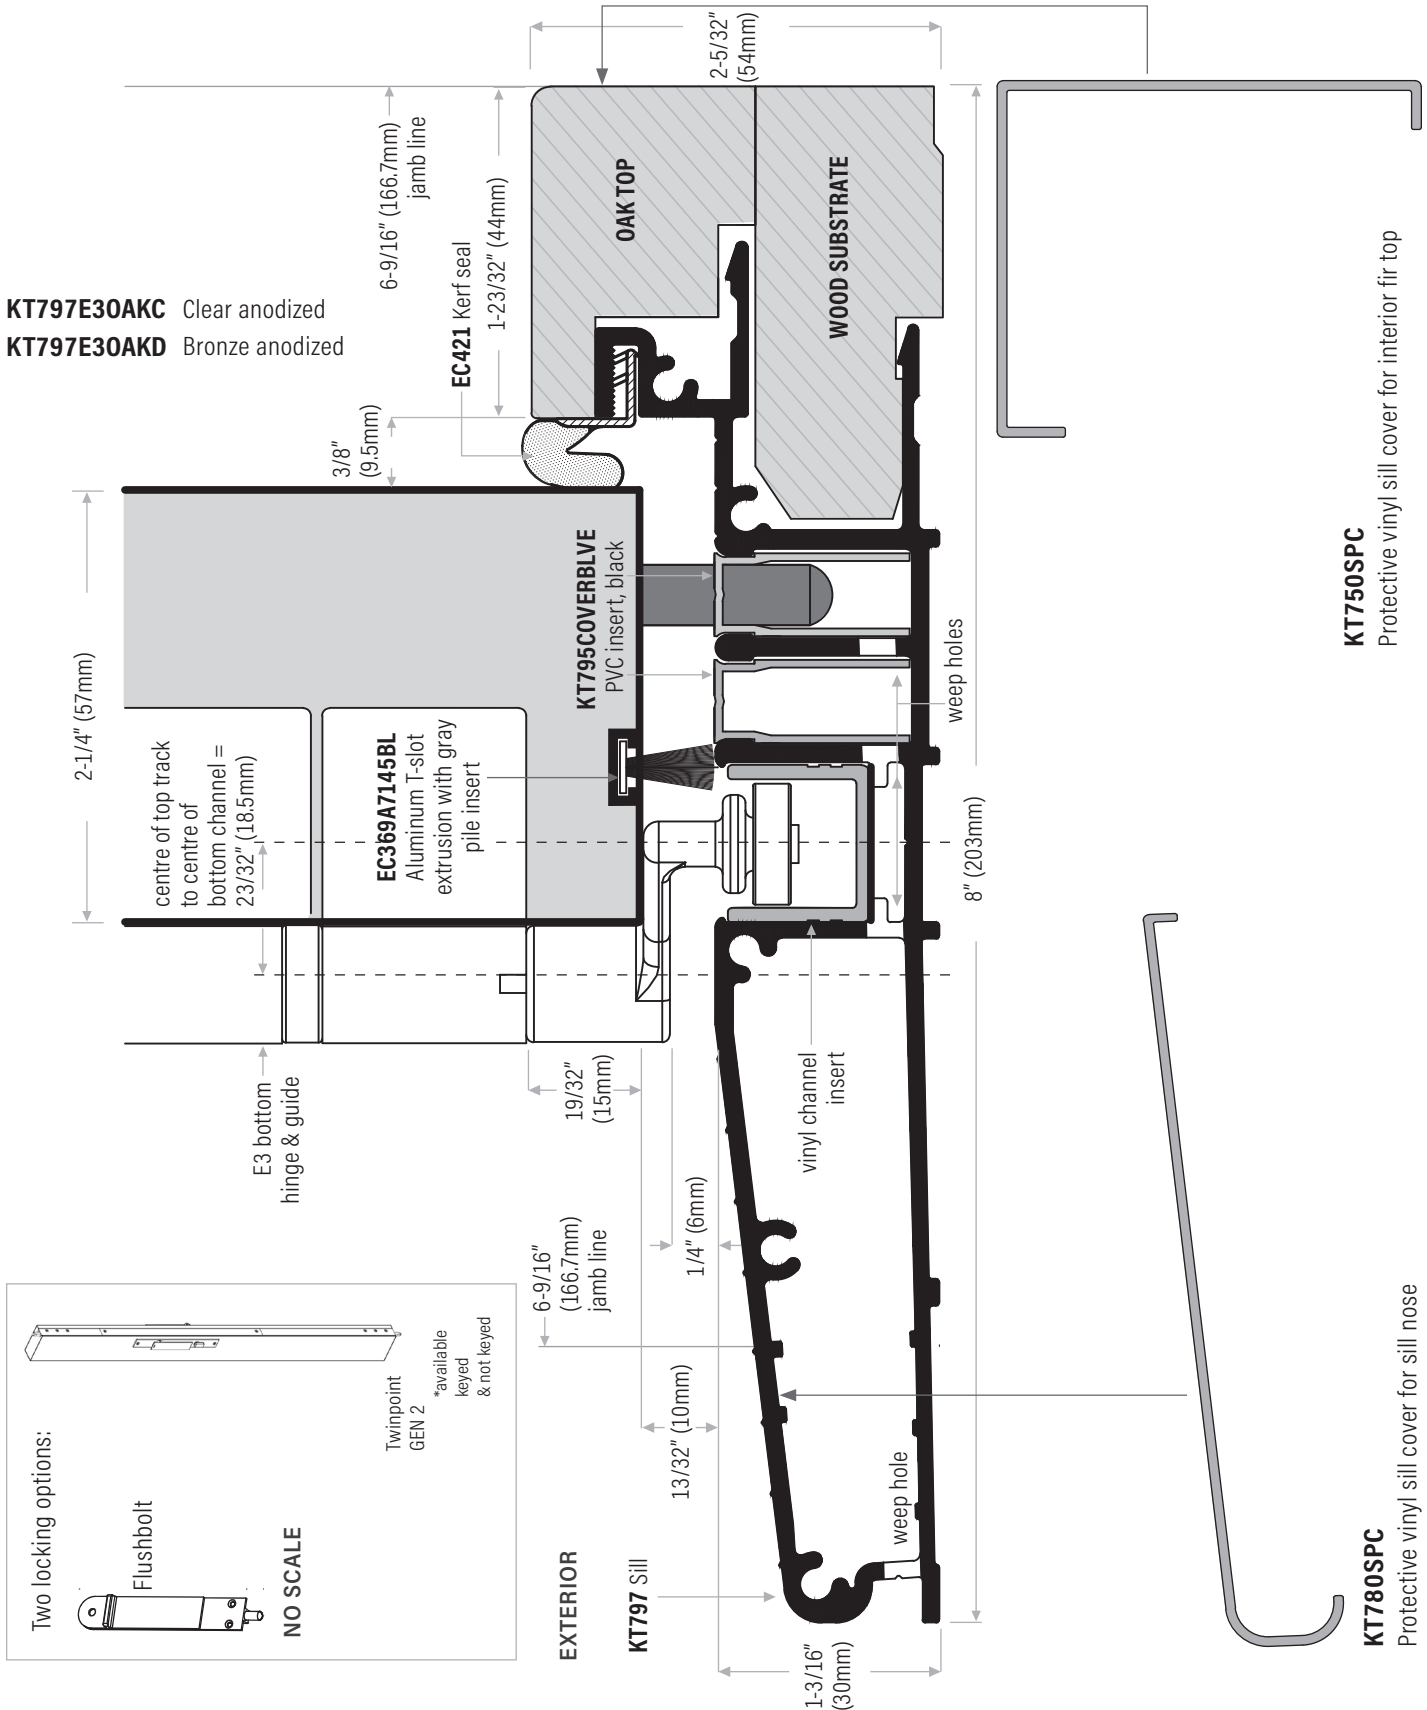 KT797E3OAKC Clear anodized
KT797E3OAKD Bronze anodized
Two locking options:
Flushbolt
NO SCALE
Twinpoint
GEN 2
*available
keyed
& not keyed
E3 bottom
hinge & guide
2-1/4" (57mm)
centre of top track
to centre of
bottom channel =
23/32" (18.5mm)
3/8"
(9.5mm)
6-9/16" (166.7mm)
jamb line
1-23/32" (44mm)
EC421 Kerf seal
EC369A7145BL
Aluminum T-slot
extrusion with gray
pile insert
KT795COVERBLVE
PVC insert, black
OAK TOP
WOOD SUBSTRATE
2-5/32"
(54mm)
19/32"
(15mm)
6-9/16"
(166.7mm)
jamb line
1/4" (6mm)
13/32" (10mm)
EXTERIOR
KT797 Sill
vinyl channel
insert
weep hole
weep holes
8" (203mm)
1-3/16"
(30mm)
KT780SPC
Protective vinyl sill cover for sill nose
KT750SPC
Protective vinyl sill cover for interior fir top